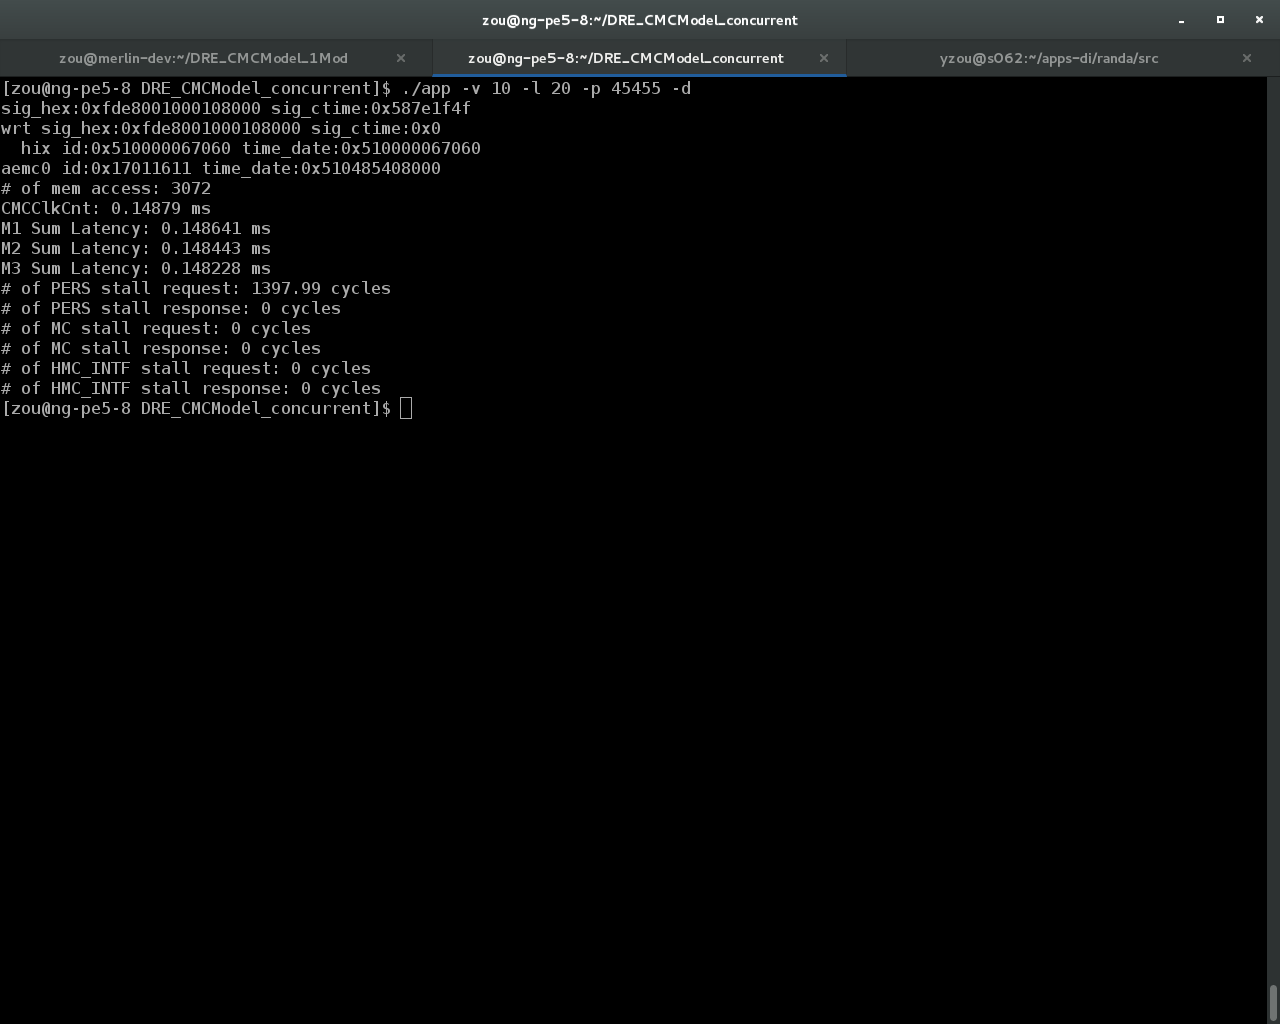 zou@ng-pe5-8:~/DRE_CMCModel_concurrent
zou@merlin-dev:~/DRE_CMCModel_1Mod
zou@ng-pe5-8:~/DRE_CMCModel_concurrent
yzou@s062:~/apps-di/randa/src
[zou@ng-pe5-8 DRE_CMCModel_concurrent]$ ./app -v 10 -l 20 -p 45455 -d
sig_hex:0xfde8001000108000 sig_ctime:0x587e1f4f
wrt sig_hex:0xfde8001000108000 sig_ctime:0x0
  hix id:0x510000067060 time_date:0x510000067060
aemc0 id:0x17011611 time_date:0x510485408000
# of mem access: 3072
CMCClkCnt: 0.14879 ms
M1 Sum Latency: 0.148641 ms
M2 Sum Latency: 0.148443 ms
M3 Sum Latency: 0.148228 ms
# of PERS stall request: 1397.99 cycles
# of PERS stall response: 0 cycles
# of MC stall request: 0 cycles
# of MC stall response: 0 cycles
# of HMC_INTF stall request: 0 cycles
# of HMC_INTF stall response: 0 cycles
[zou@ng-pe5-8 DRE_CMCModel_concurrent]$